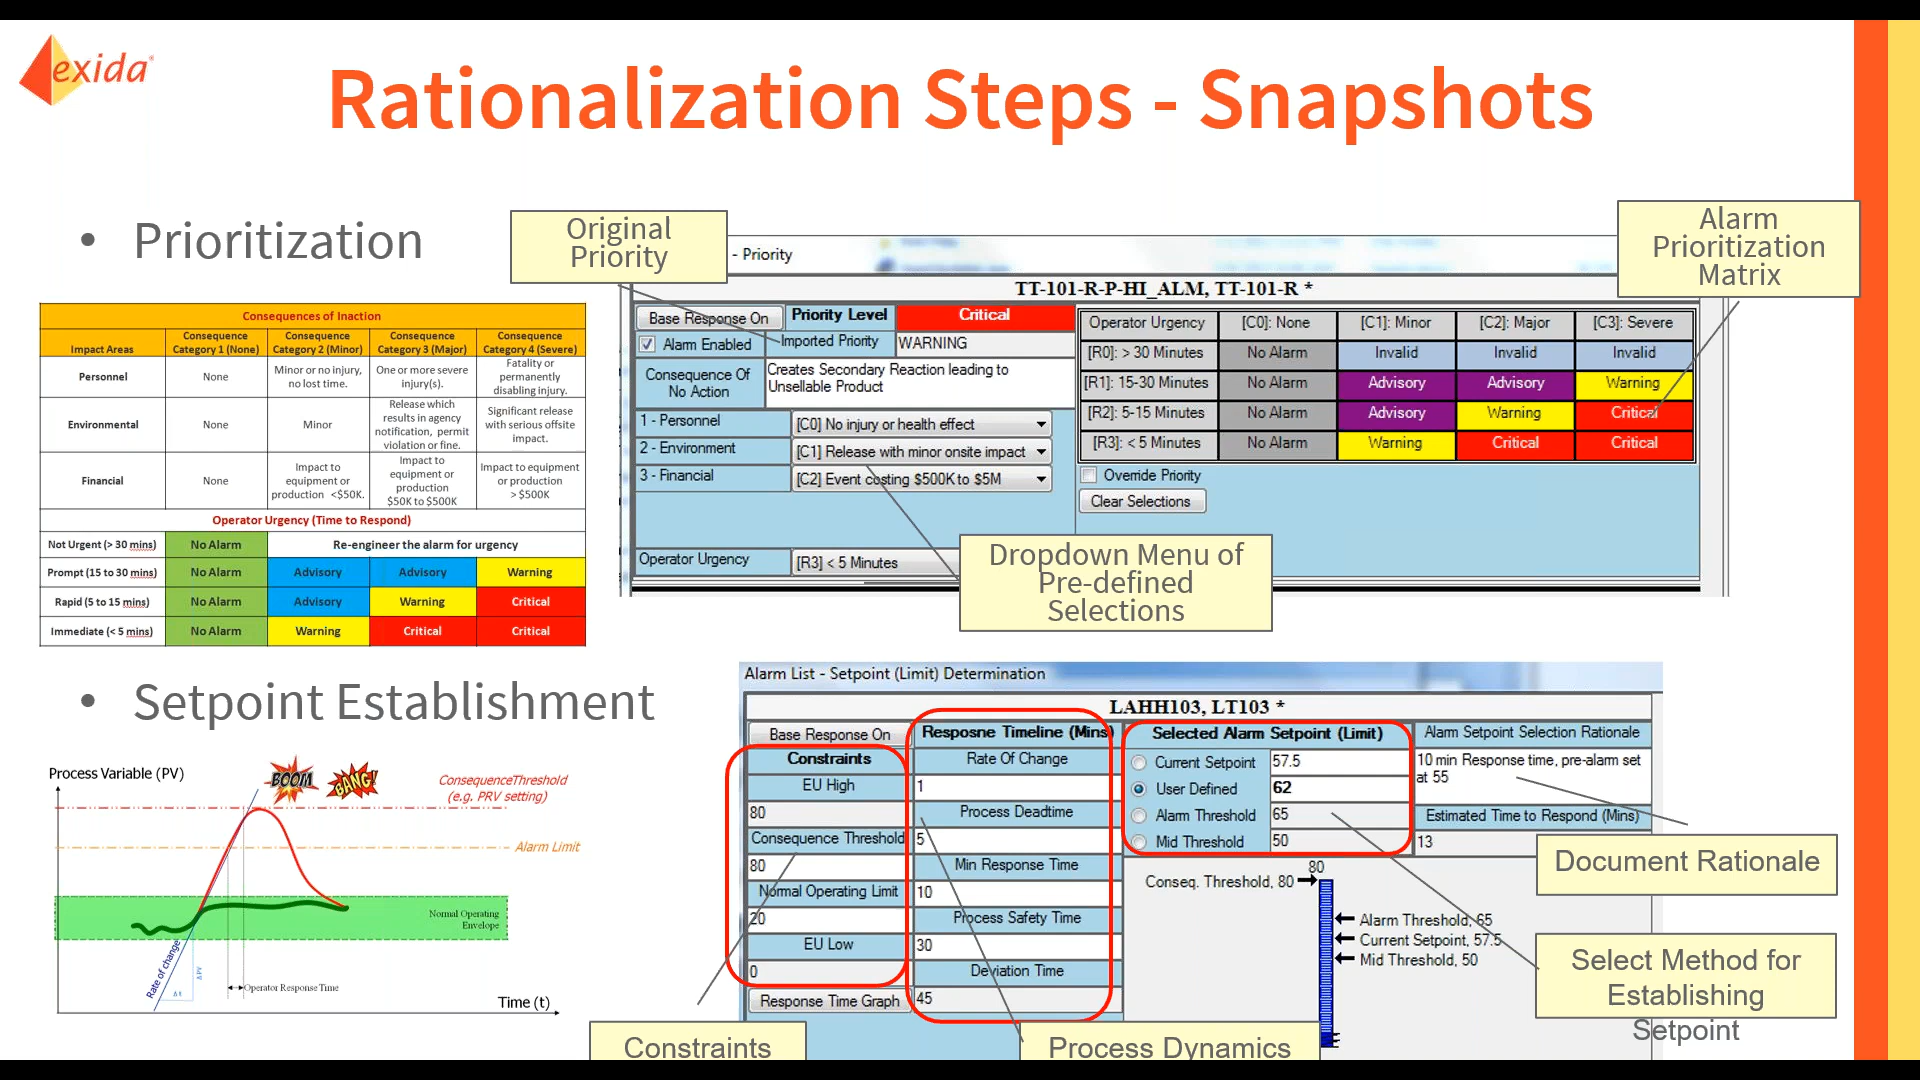 exida
Rationalization Steps - Snapshots
• Prioritization
Original
Priority
Alarm
Prioritization
Matrix
Consequences of Inaction
Impact Areas
Consequence
Category 1 (None)
Consequence
Category 2 (Minor)
Consequence
Category 3 (Major)
Consequence
Category 4 (Severe)
Personnel
None
Minor or no injury,
no lost time.
One or more severe
injury(s).
Fatality or
permanently
disabling injury.
Environmental
None
Minor
Release which
results in agency
notification, permit
violation or fine.
Significant release
with serious offsite
impact.
Financial
None
Impact to
equipment or
production <$50K.
Impact to
equipment or
production
$50K to $500K
Impact to equipment
or production
> $500K
Operator Urgency (Time to Respond)
Not Urgent (> 30 mins) No Alarm Re-engineer the alarm for urgency
Prompt (15 to 30 mins) No Alarm Advisory Advisory Warning
Rapid (5 to 15 mins) No Alarm Advisory Warning Critical
Immediate (< 5 mins) No Alarm Warning Critical Critical
- Priority
TT-101-R-P-HI_ALM, TT-101-R *
Base Response On Priority Level Critical
Alarm Enabled Imported Priority WARNING
Consequence Of
No Action
Creates Secondary Reaction leading to
Unsellable Product
1 - Personnel [C0] No injury or health effect
2 - Environment [C1] Release with minor onsite impact
3 - Financial [C2] Event costing $500K to $5M
Operator Urgency [R3] < 5 Minutes
Operator Urgency [C0]: None [C1]: Minor [C2]: Major [C3]: Severe
[R0]: > 30 Minutes No Alarm Invalid Invalid Invalid
[R1]: 15-30 Minutes No Alarm Advisory Advisory Warning
[R2]: 5-15 Minutes No Alarm Advisory Warning Critical
[R3]: < 5 Minutes No Alarm Warning Critical Critical
Override Priority
Clear Selections
Dropdown Menu of
Pre-defined
Selections
• Setpoint Establishment
Process Variable (PV)
BOOM
BANG!
ConsequenceThreshold
(e.g. PRV setting)
Alarm Limit
Normal Operating
Envelope
Rate of change
Δ PV
Δ t
Operator Response Time
Time (t)
Alarm List - Setpoint (Limit) Determination
LAHH103, LT103 *
Base Response On
Constraints
EU High
80
Consequence Threshold
80
Normal Operating Limit
20
EU Low
0
Response Time Graph
Resposne Timeline (Mins)
Rate Of Change
1
Process Deadtime
5
Min Response Time
10
Process Safety Time
30
Deviation Time
45
Selected Alarm Setpoint (Limit)
Current Setpoint 57.5
User Defined 62
Alarm Threshold 65
Mid Threshold 50
Alarm Setpoint Selection Rationale
10 min Response time, pre-alarm set
at 55
Estimated Time to Respond (Mins)
13
80
Conseq. Threshold, 80
Alarm Threshold, 65
Current Setpoint, 57.5
Mid Threshold, 50
Document Rationale
Select Method for
Establishing
Setpoint
Constraints
Process Dynamics